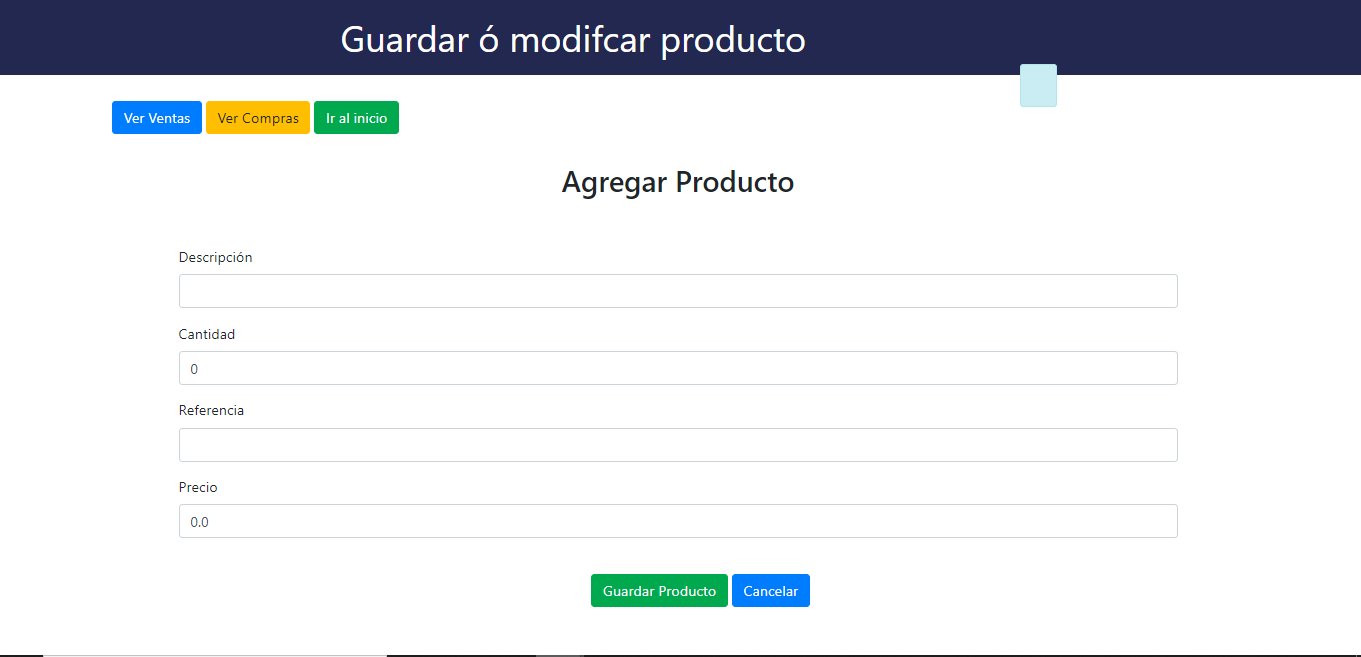 Guardar ó modifcar producto
Ver Ventas Ver Compras Ir al inicio
Agregar Producto
Descripción
Cantidad
0
Referencia
Precio
0.0
Guardar Producto Cancelar